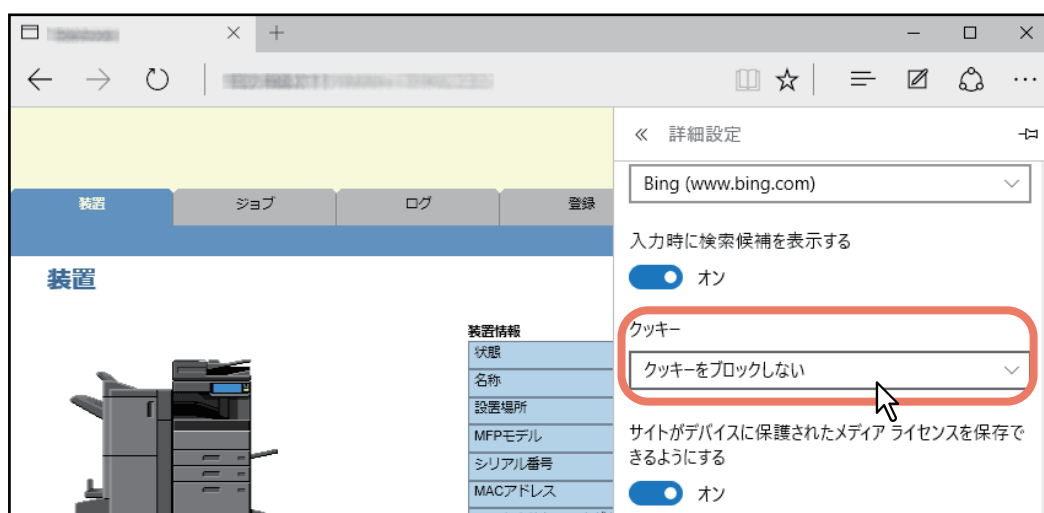 詳細設定
Bing (www.bing.com)
装置
ジョブ
ログ
登録
入力時に検索候補を表示する
オン
装置
クッキー
クッキーをブロックしない
装置情報
状態
名称
設置場所
MFPモデル
シリアル番号
MACアドレス
サイトがデバイスに保護されたメディア ライセンスを保存で
きるようにする
オン